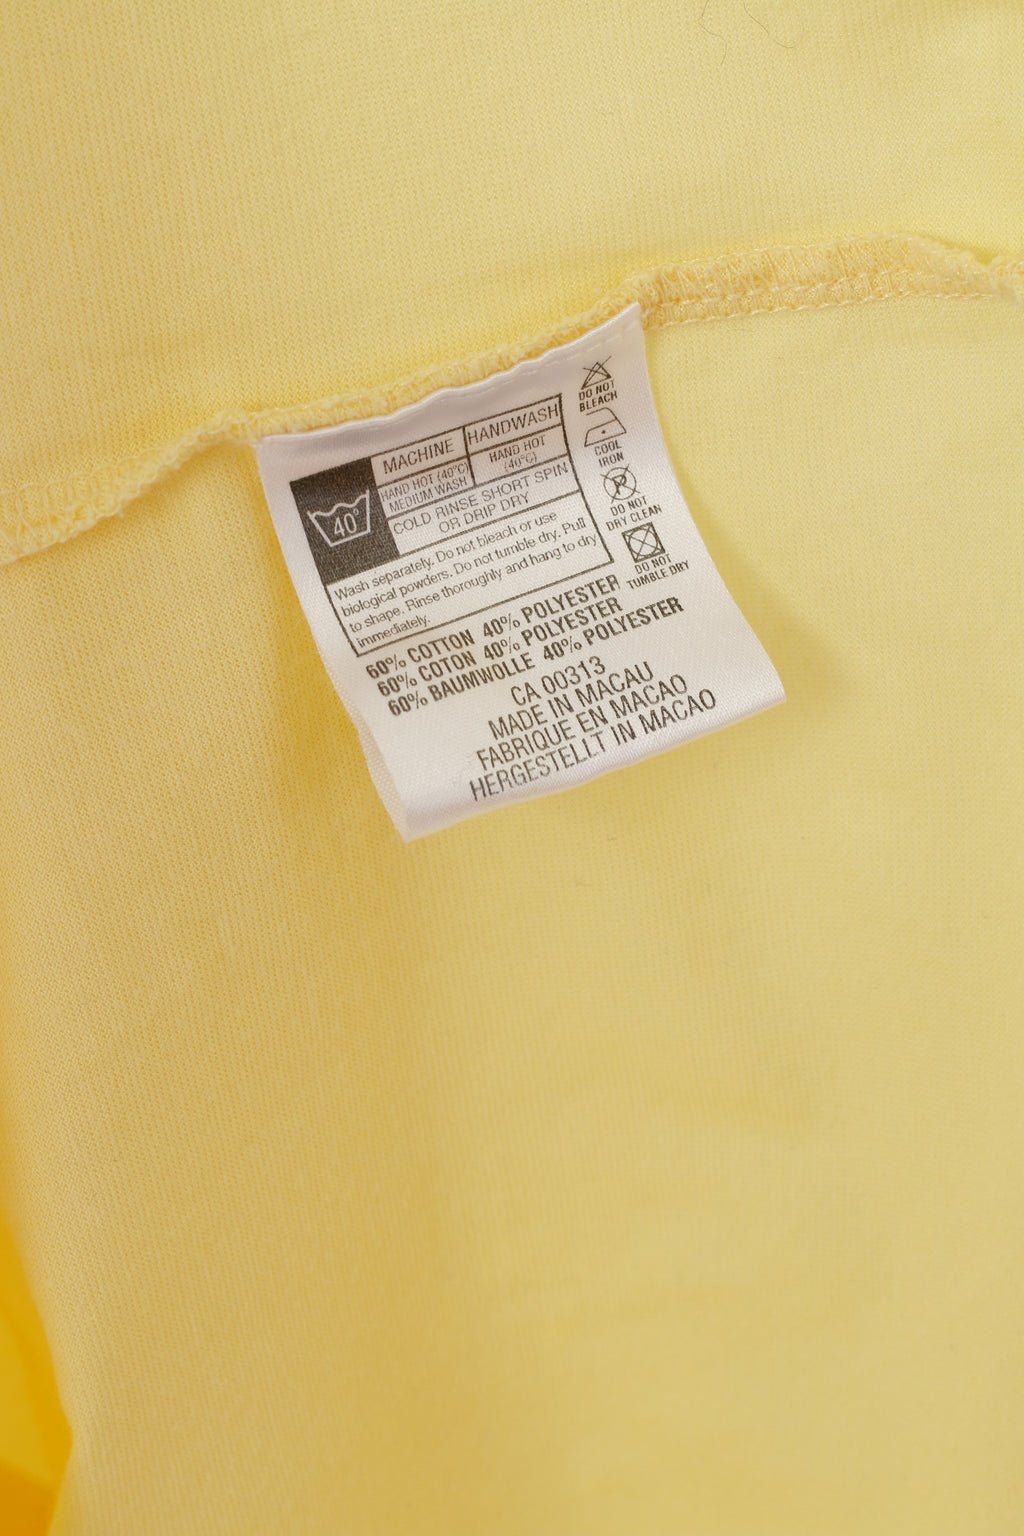 MACHINE HANDWASH
HAND HOT (40°C) HAND HOT
MEDIUM WASH (40°C)
40°
COLD RINSE SHORT SPIN
OR DRIP DRY
Wash separately. Do not bleach or use
biological powders. Do not tumble dry. Pull
to shape. Rinse thoroughly and hang to dry
immediately.
DO NOT
BLEACH
COOL
IRON
P
DO NOT
DRY CLEAN
DO NOT
TUMBLE DRY
60% COTTON 40% POLYESTER
60% COTON 40% POLYESTER
60% BAUMWOLLE 40% POLYESTER
CA 00313
MADE IN MACAU
FABRIQUE EN MACAO
HERGESTELLT IN MACAO